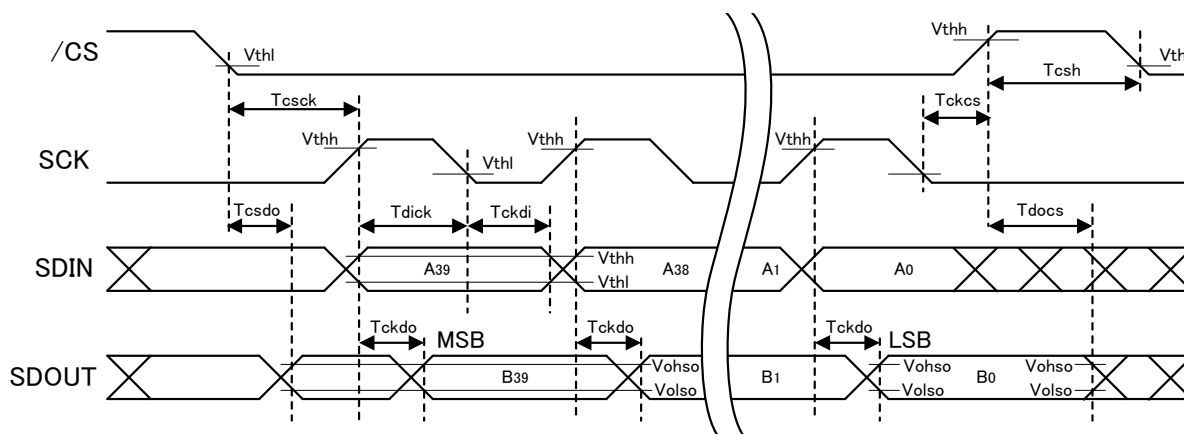 /CS
Vthl
Vthh
Vth
Tcsh
Tcsck
Tckcs
SCK
Vthh
Vthl
Vthh
Vthh
Vthl
Tcsdo
Tdick
Tckdi
Tdocs
SDIN
A39
Vthh
Vthl
A38
A1
A0
Tckdo
MSB
Tckdo
Tckdo
LSB
SDOUT
B39
Vohso
Volso
B1
Vohso
Volso
B0
Vohso
Volso